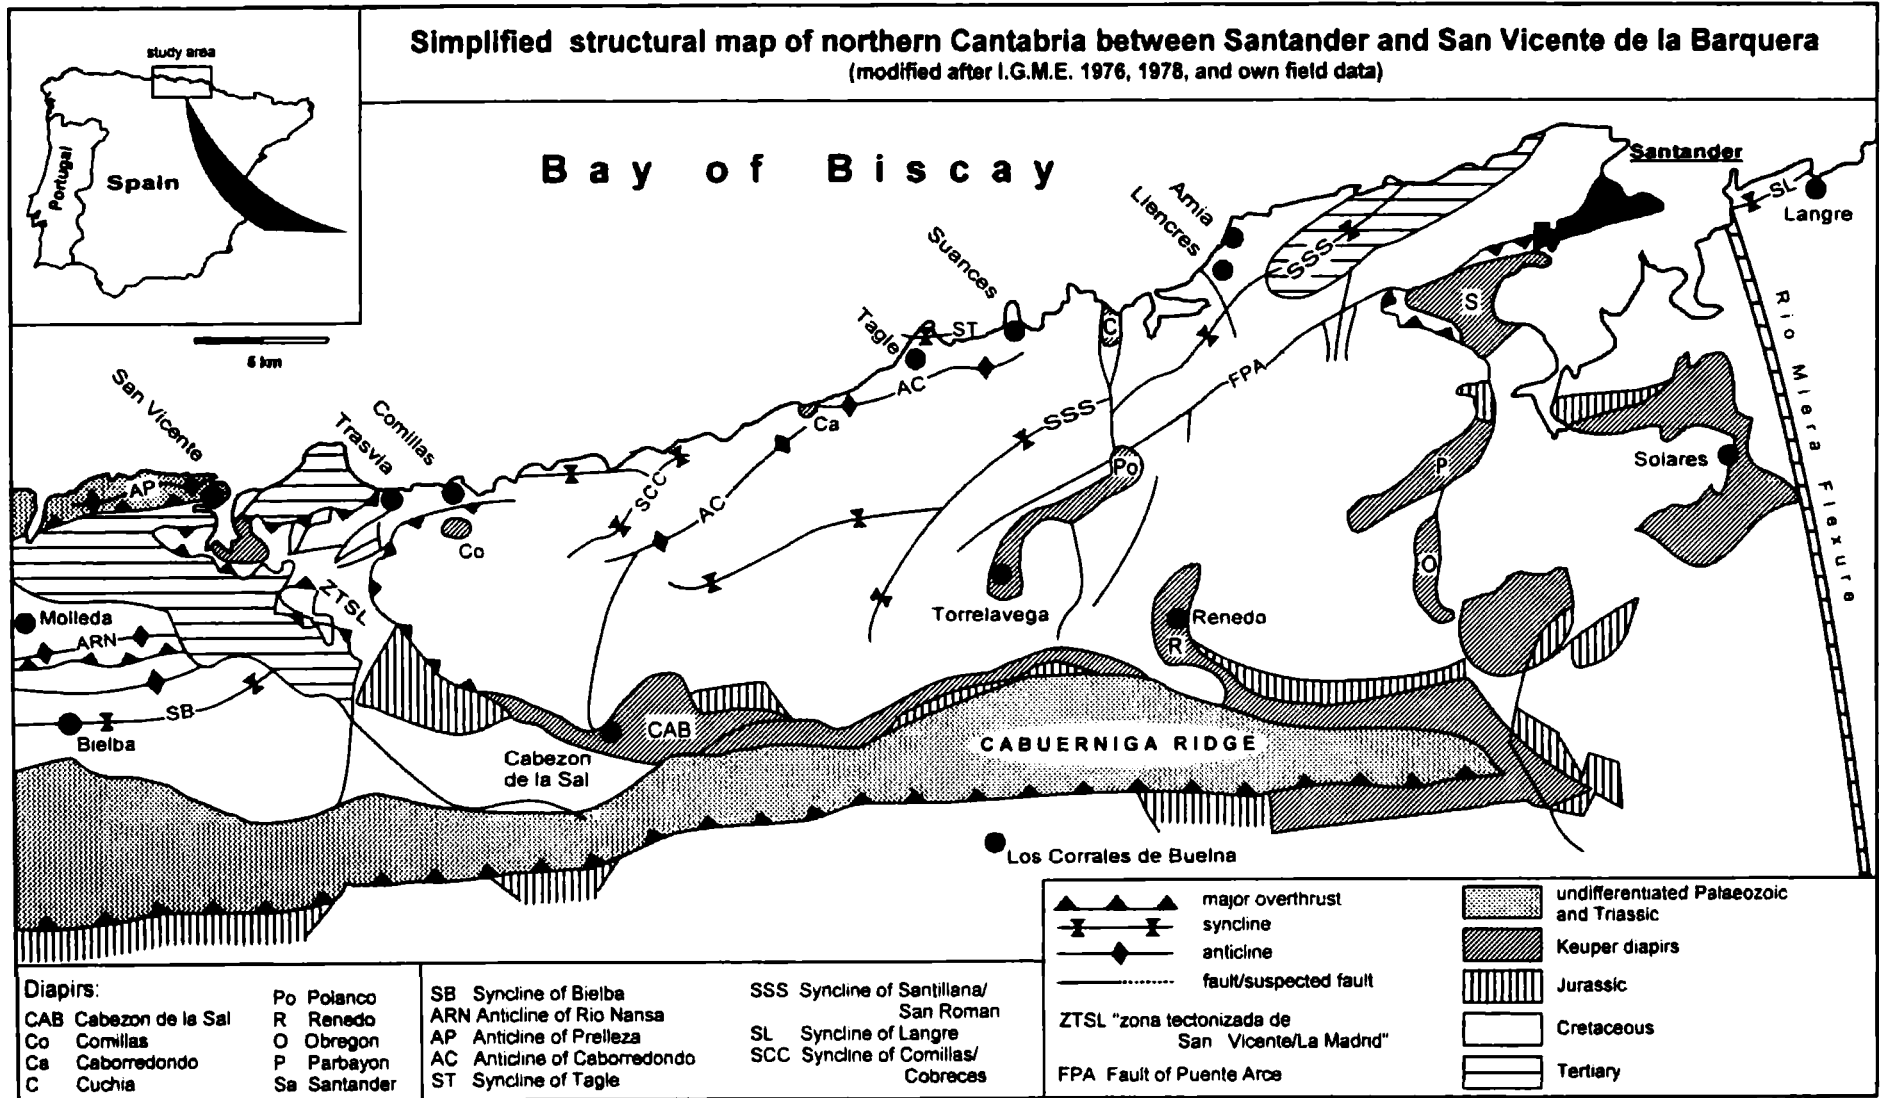 Simplified structural map of northern Cantabria between Santander and San Vicente de la Barquera
(modified after I.G.M.E. 1976, 1978, and own field data)
study area
Portugal
Spain
5 km
Bay of Biscay
Santander
SL
Langre
Arnia
Liencres
Suances
Tagle
ST
AC
Ca
C
SSS
S
FPA
SSS
Rio Miera Flexure
San Vicente
Trasvia
Comillas
AP
SCC
AC
Co
Po
P
Solares
O
ZTSL
Molleda
ARN
Torrelavega
Renedo
R
SB
Bielba
CAB
Cabezon
de la Sal
CABUERNIGA RIDGE
Los Corrales de Buelna
Diapirs:
CAB Cabezon de la Sal
Co Comillas
Ca Caborredondo
C Cuchia
Po Polanco
R Renedo
O Obregon
P Parbayon
Sa Santander
SB Syncline of Bielba
ARN Anticline of Rio Nansa
AP Anticline of Prelleza
AC Anticline of Caborredondo
ST Syncline of Tagle
SSS Syncline of Santillana/
San Roman
SL Syncline of Langre
SCC Syncline of Comillas/
Cobreces
major overthrust
syncline
anticline
fault/suspected fault
ZTSL "zona tectonizada de
San Vicente/La Madrid"
FPA Fault of Puente Arce
undifferentiated Palaeozoic
and Triassic
Keuper diapirs
Jurassic
Cretaceous
Tertiary